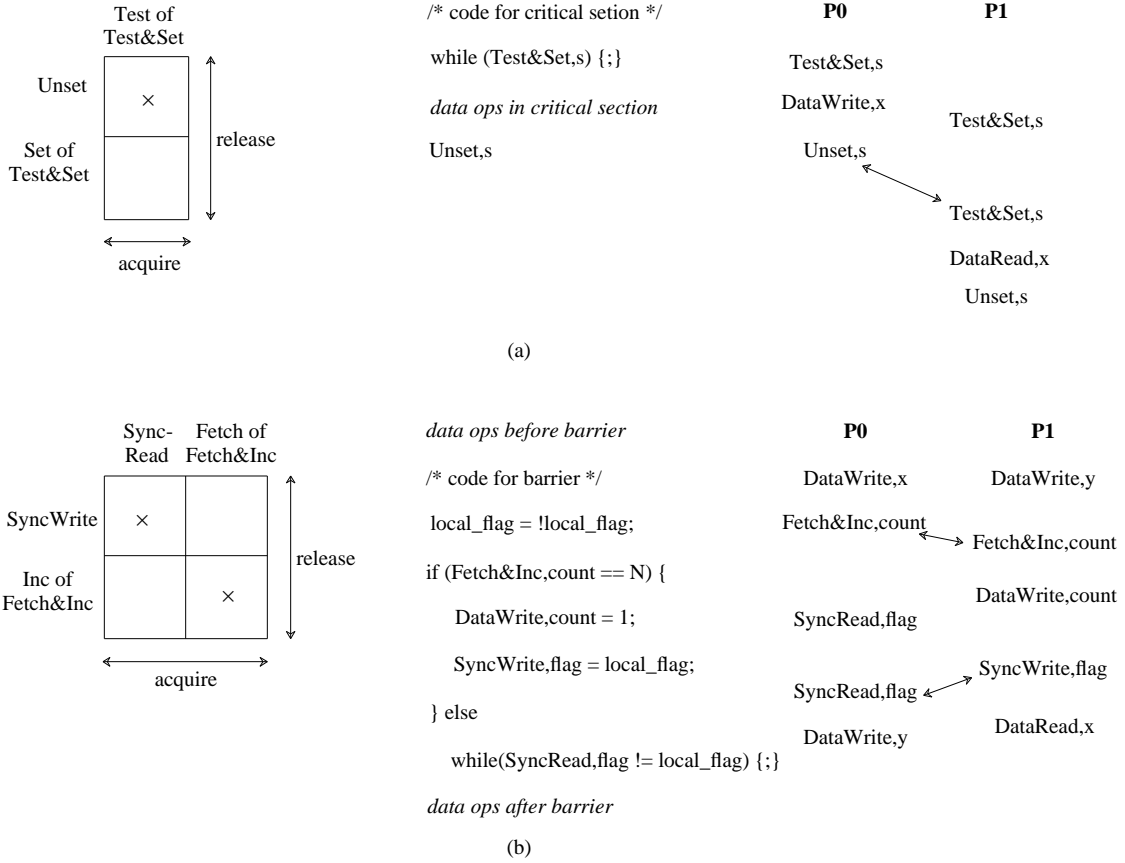 Test of
Test&Set
Unset
Set of
Test&Set
release
acquire
/* code for critical setion */
while (Test&Set,s) {;}
data ops in critical section
Unset,s
P0
P1
Test&Set,s
DataWrite,x
Test&Set,s
Unset,s
Test&Set,s
DataRead,x
Unset,s
(a)
Sync-
Read
Fetch of
Fetch&Inc
SyncWrite
Inc of
Fetch&Inc
release
acquire
data ops before barrier
/* code for barrier */
local_flag = !local_flag;
if (Fetch&Inc,count == N) {
DataWrite,count = 1;
SyncWrite,flag = local_flag;
} else
while(SyncRead,flag != local_flag) {;}
data ops after barrier
P0
P1
DataWrite,x
DataWrite,y
Fetch&Inc,count
Fetch&Inc,count
DataWrite,count
SyncRead,flag
SyncWrite,flag
SyncRead,flag
DataRead,x
DataWrite,y
(b)